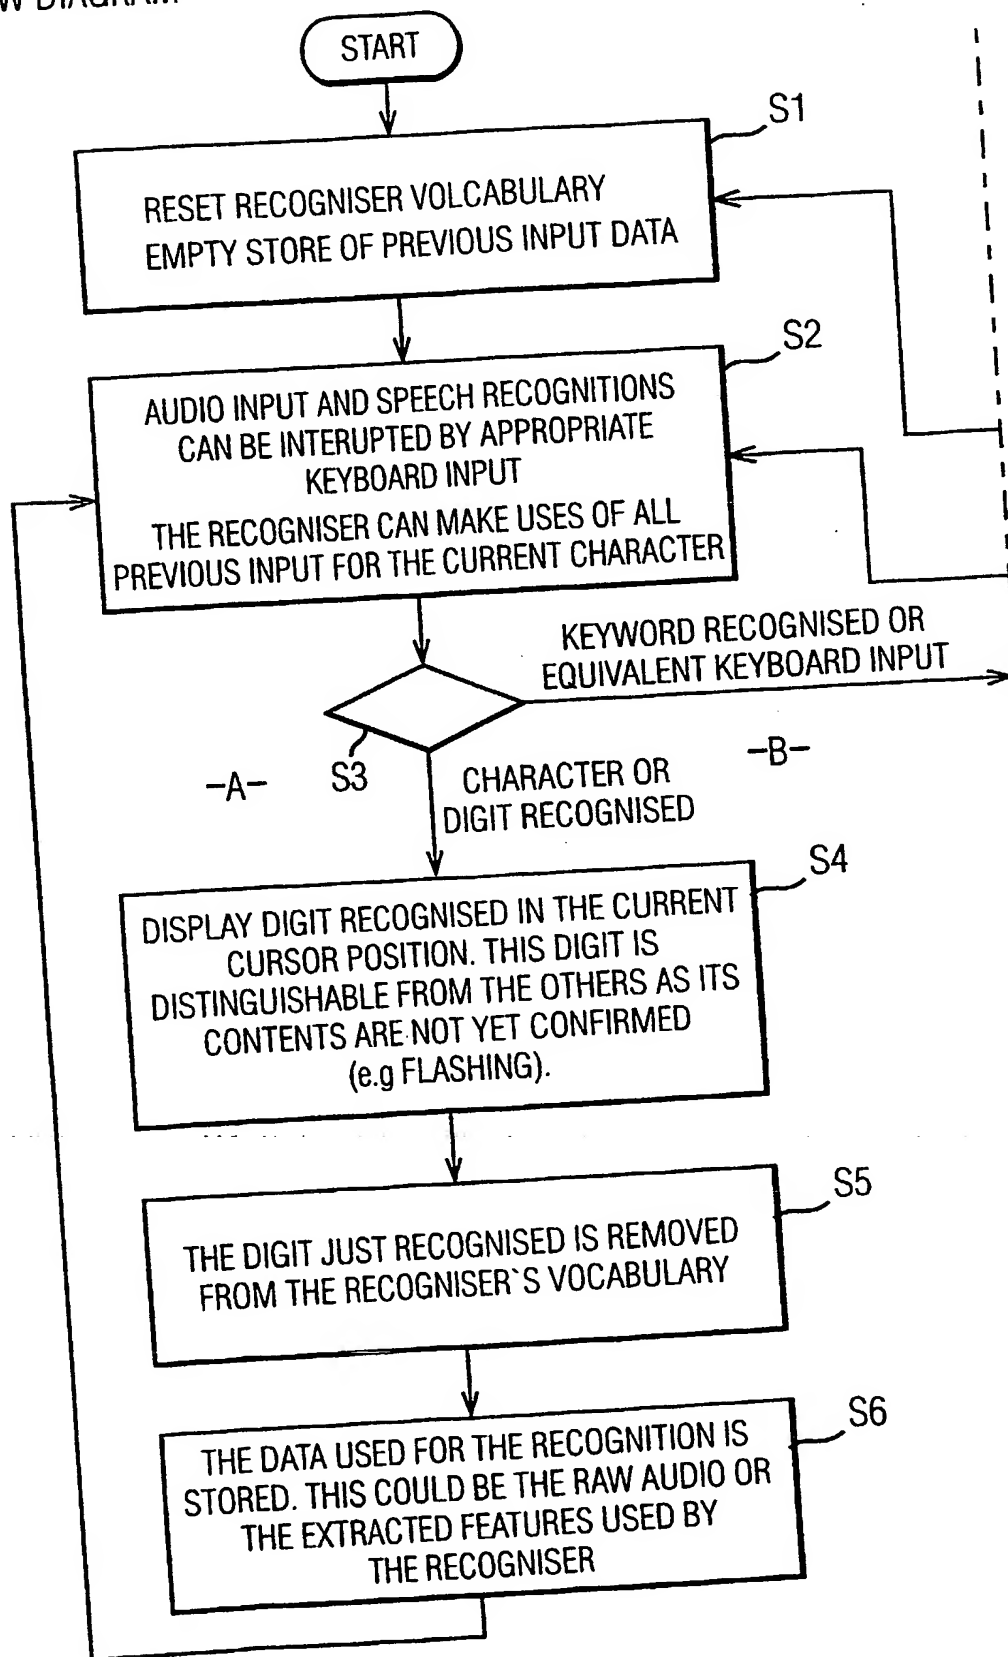 DIAGRAM
START
S1
RESET RECOGNISER VOLCABULARY
EMPTY STORE OF PREVIOUS INPUT DATA
S2
AUDIO INPUT AND SPEECH RECOGNITIONS
CAN BE INTERUPTED BY APPROPRIATE
KEYBOARD INPUT
THE RECOGNISER CAN MAKE USES OF ALL
PREVIOUS INPUT FOR THE CURRENT CHARACTER
KEYWORD RECOGNISED OR
EQUIVALENT KEYBOARD INPUT
–A–
S3
–B–
CHARACTER OR
DIGIT RECOGNISED
S4
DISPLAY DIGIT RECOGNISED IN THE CURRENT
CURSOR POSITION. THIS DIGIT IS
DISTINGUISHABLE FROM THE OTHERS AS ITS
CONTENTS ARE NOT YET CONFIRMED
(e.g FLASHING).
S5
THE DIGIT JUST RECOGNISED IS REMOVED
FROM THE RECOGNISER`S VOCABULARY
S6
THE DATA USED FOR THE RECOGNITION IS
STORED. THIS COULD BE THE RAW AUDIO OR
THE EXTRACTED FEATURES USED BY
THE RECOGNISER